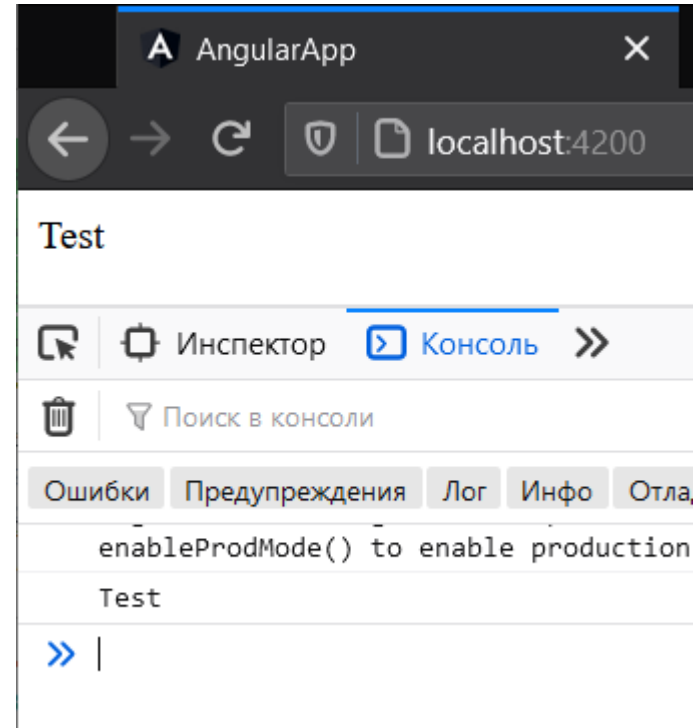 AngularApp
localhost:4200
Test
Инспектор Консоль
Поиск в консоли
Ошибки Предупреждения Лог Инфо
enableProdMode() to enable production
Test